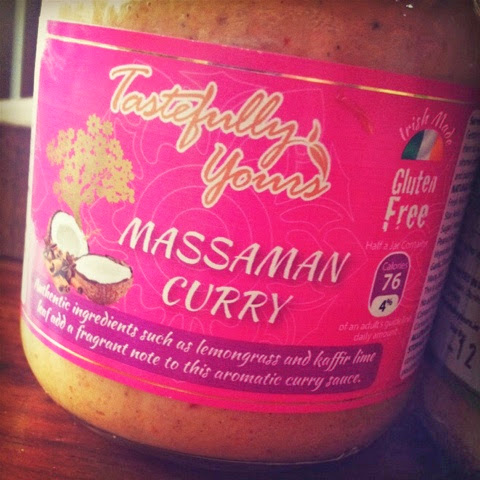 Tastefully
Yours
MASSAMAN
CURRY
Authentic ingredients such as lemongrass and kaffir lime
leaf add a fragrant note to this aromatic curry sauce.
Irish Made
Gluten
Free
Half a Jar Contains
Calories
76
4%
of an adult's guideline
daily amount